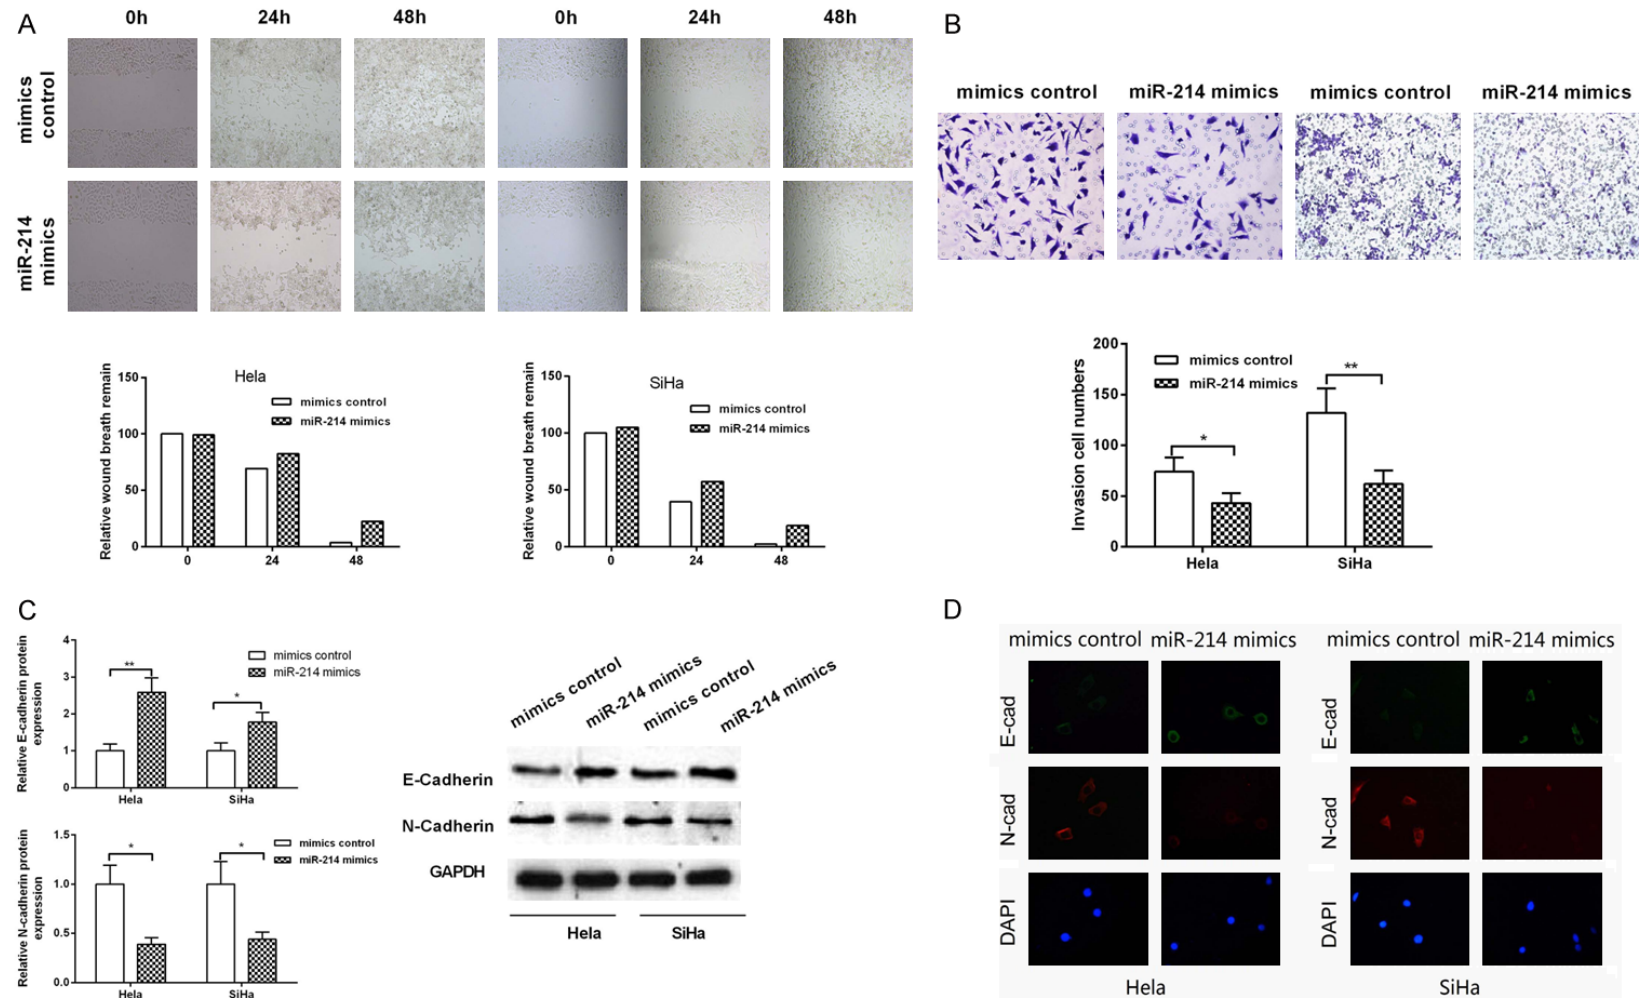 A
0h 24h 48h 0h 24h 48h
mimics
control
miR-214
mimics
Relative wound breath remain
150
100
50
0
Hela
mimics control
miR-214 mimics
0 24 48
Relative wound breath remain
150
100
50
0
SiHa
mimics control
miR-214 mimics
0 24 48
B
mimics control miR-214 mimics mimics control miR-214 mimics
Invasion cell numbers
200
150
100
50
0
mimics control
miR-214 mimics
*
**
Hela SiHa
C
Relative E-cadherin protein
expression
4
3
2
1
0
mimics control
miR-214 mimics
**
*
Hela SiHa
Relative N-cadherin protein
expression
1.5
1.0
0.5
0.0
mimics control
miR-214 mimics
*
*
Hela SiHa
mimics control
miR-214 mimics
mimics control
miR-214 mimics
E-Cadherin
N-Cadherin
GAPDH
Hela SiHa
D
mimics control miR-214 mimics mimics control miR-214 mimics
E-cad E-cad
N-cad N-cad
DAPI DAPI
Hela SiHa